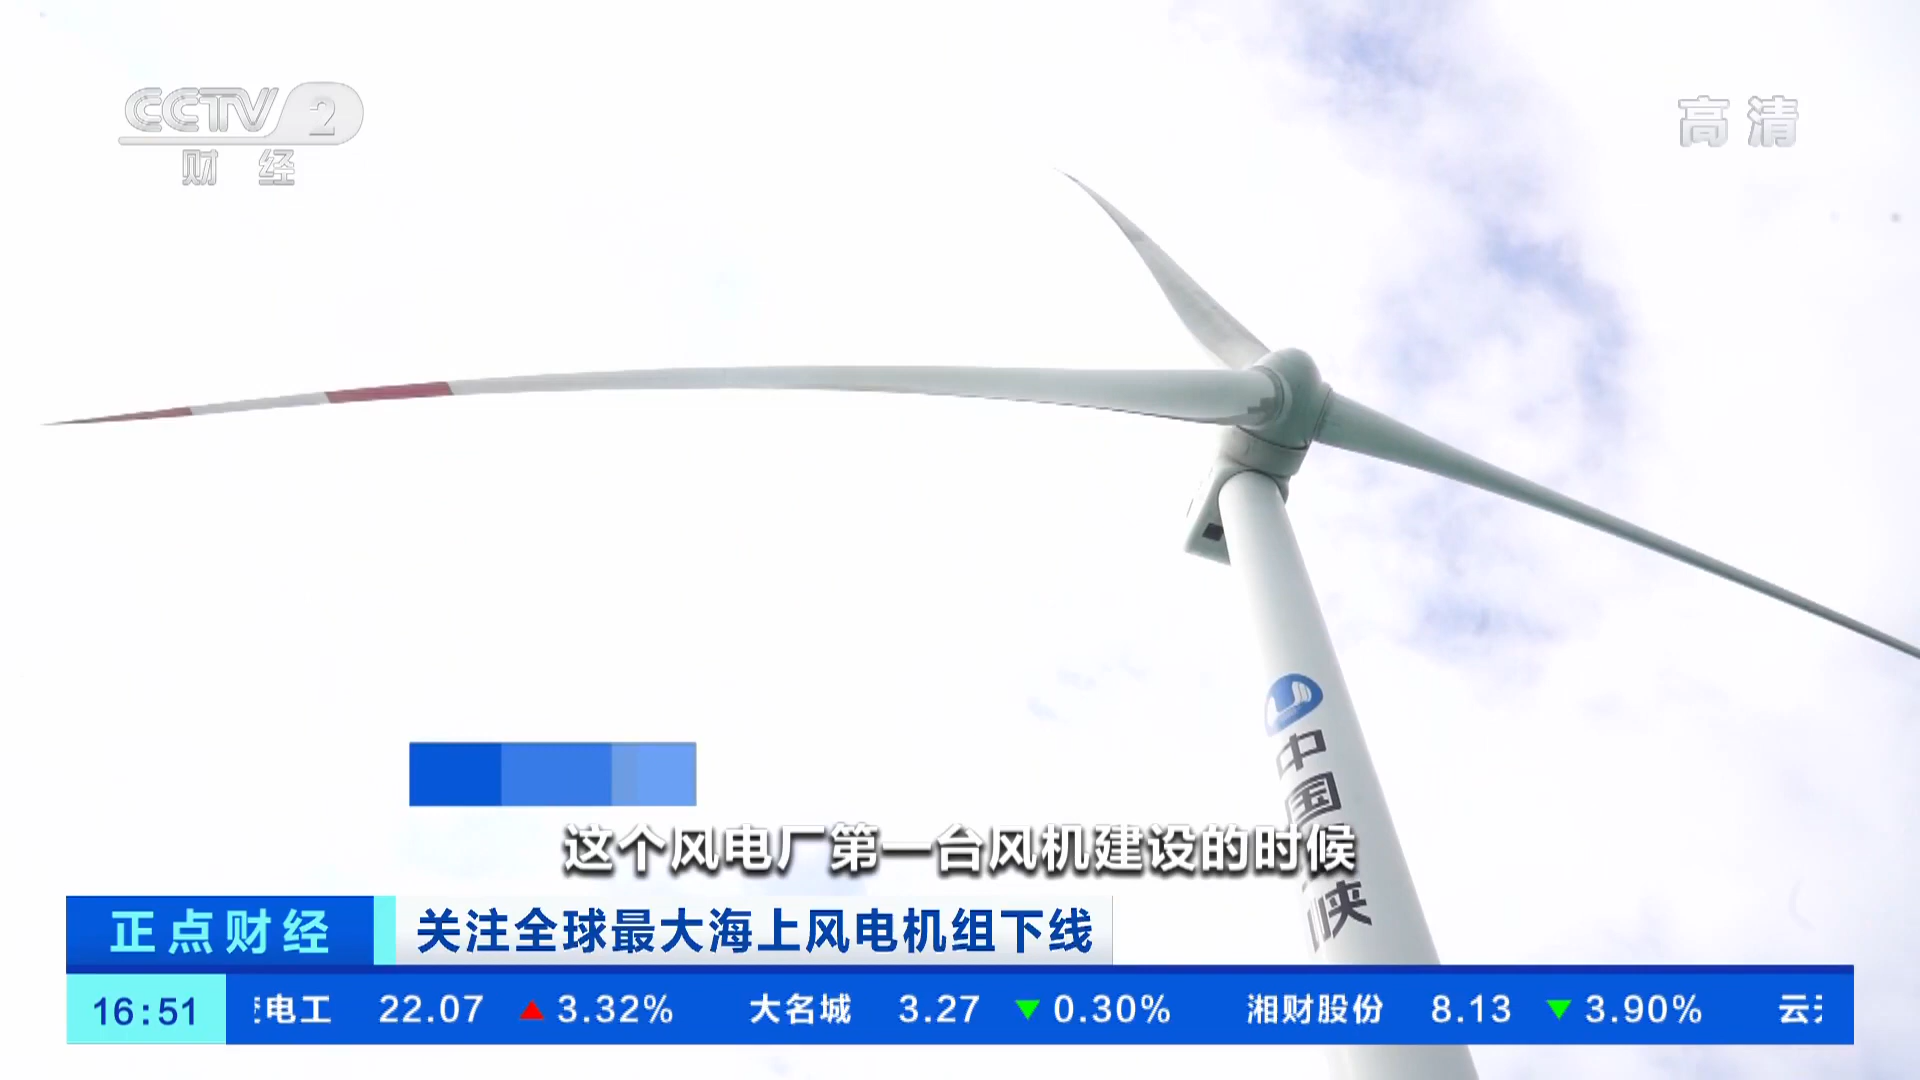 CCTV 2
财 经
高 清
中国
峡
这个风电厂第一台风机建设的时候
正点财经 关注全球最大海上风电机组下线
16:51 电工 22.07 ▲ 3.32% 大名城 3.27 ▼ 0.30% 湘财股份 8.13 ▼ 3.90% 云